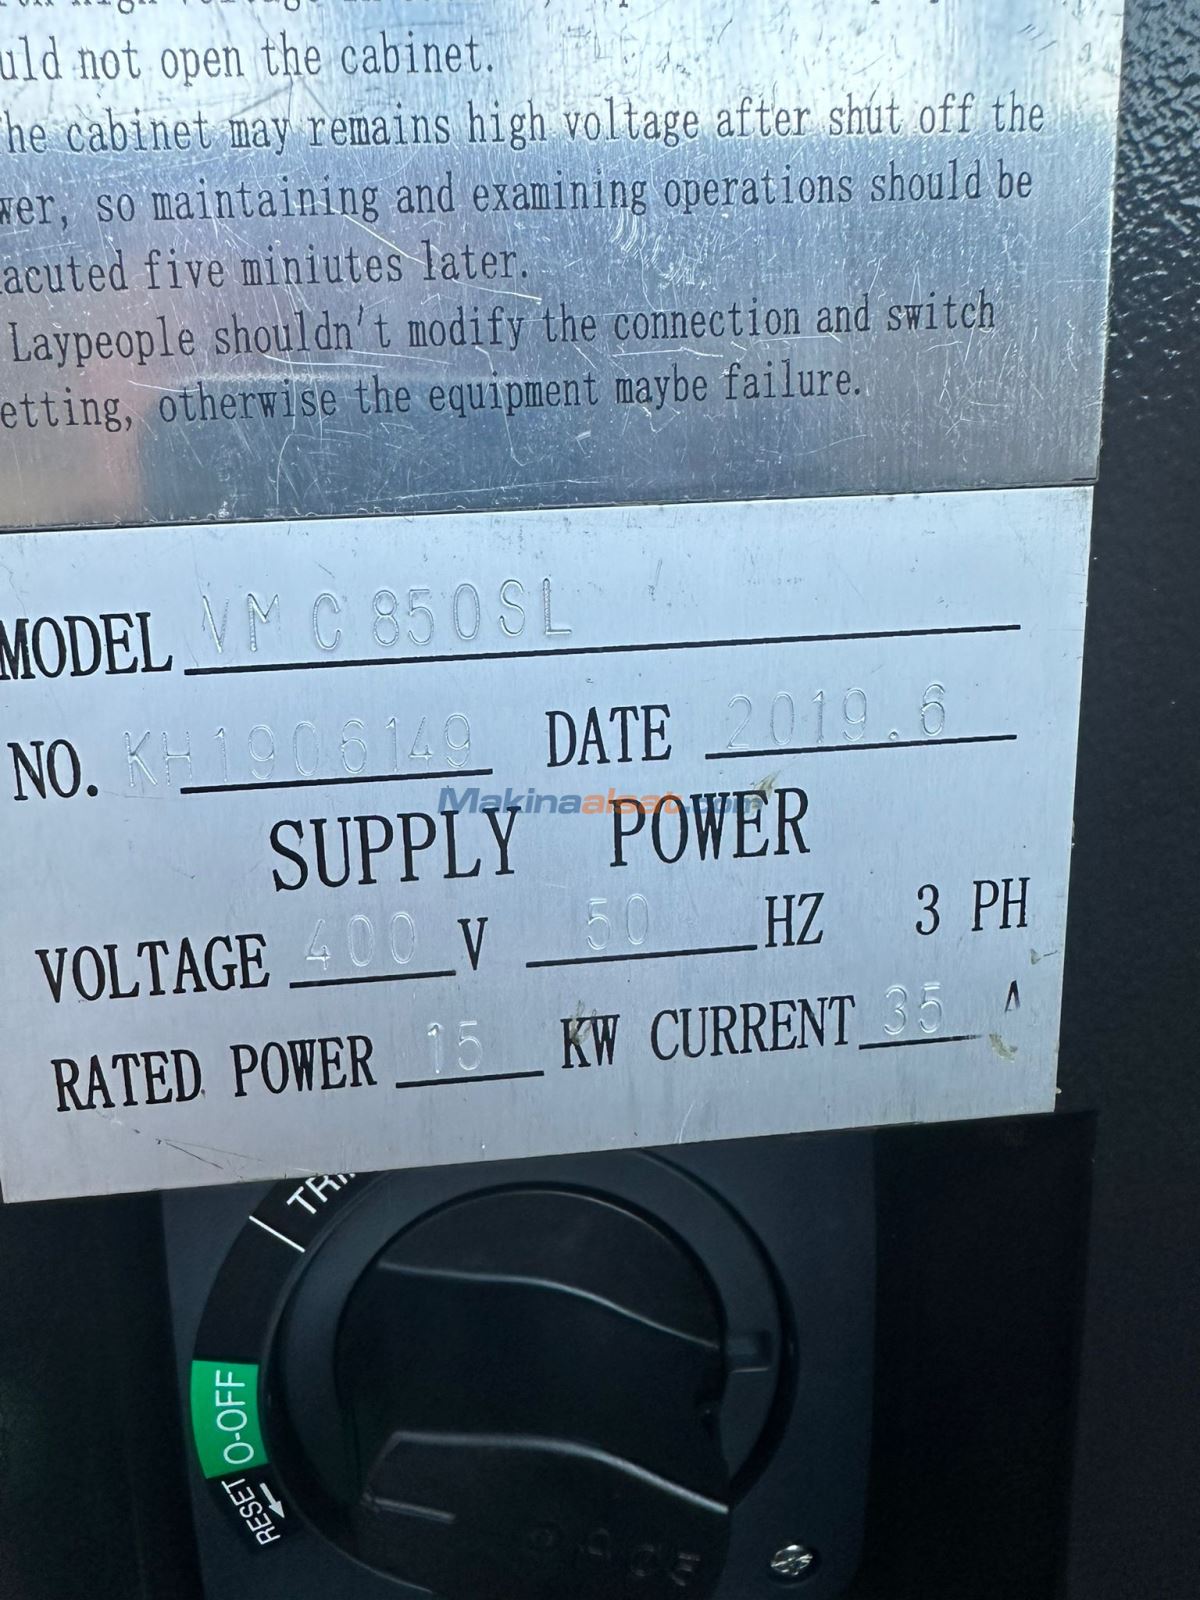 uld not open the cabinet.
he cabinet may remains high voltage after shut off the
wer, so maintaining and examining operations should be
acuted five miniutes later.
Laypeople shouldn't modify the connection and switch
etting, otherwise the equipment maybe failure.
MODEL VMC850SL
NO. KH1906149 DATE 2019.6
Makinaalsat.com
SUPPLY POWER
VOLTAGE 400 V 50 HZ 3 PH
RATED POWER 15 KW CURRENT 35 A
TRI
O-OFF
RESET